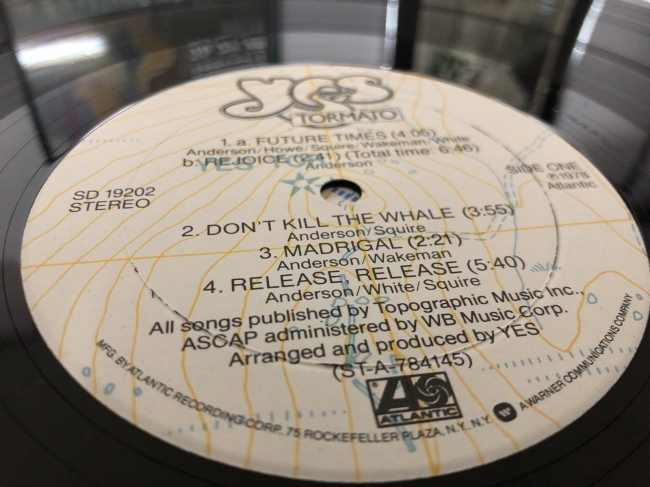 yes
TORMATO
1. a. FUTURE TIMES (4:05)
Anderson/Howe/Squire/Wakeman/White
b. REJOICE (2:41) (Total time: 6:46)
Anderson
SD 19202
STEREO
SIDE ONE
℗1978
Atlantic
2. DON'T KILL THE WHALE (3:55)
Anderson/Squire
3. MADRIGAL (2:21)
Anderson/Wakeman
4. RELEASE, RELEASE (5:40)
Anderson/White/Squire
All songs published by Topographic Music Inc.,
ASCAP administered by WB Music Corp.
Arranged and produced by YES
(ST-A-784145)
ATLANTIC
MFG. BY ATLANTIC RECORDING CORP., 75 ROCKEFELLER PLAZA, N.Y., N.Y. A WARNER COMMUNICATIONS COMPANY